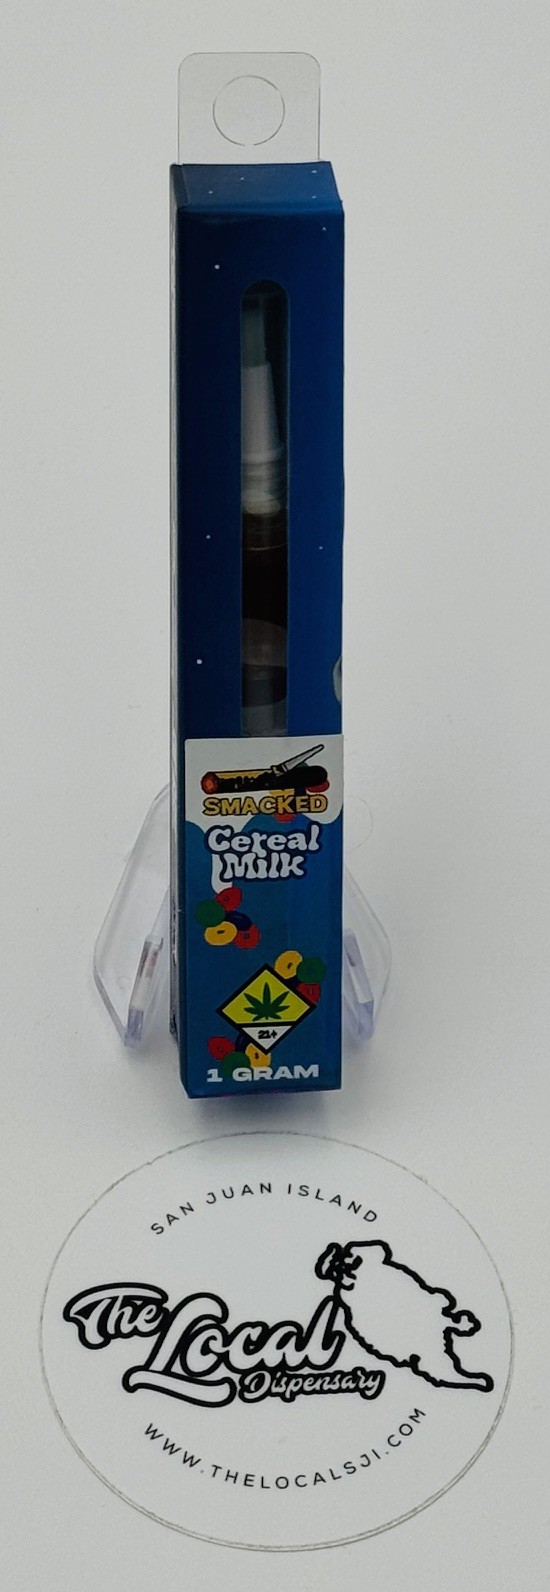 SMACKED
Cereal
Milk
21+
1 GRAM
SAN JUAN ISLAND
The Local
Dispensary
WWW.THELOCALSJI.COM